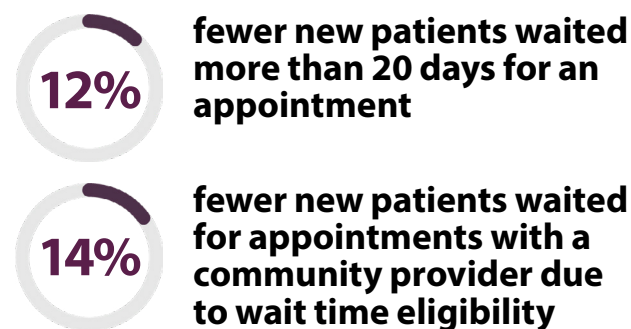 12%
fewer new patients waited
more than 20 days for an
appointment
14%
fewer new patients waited
for appointments with a
community provider due
to wait time eligibility